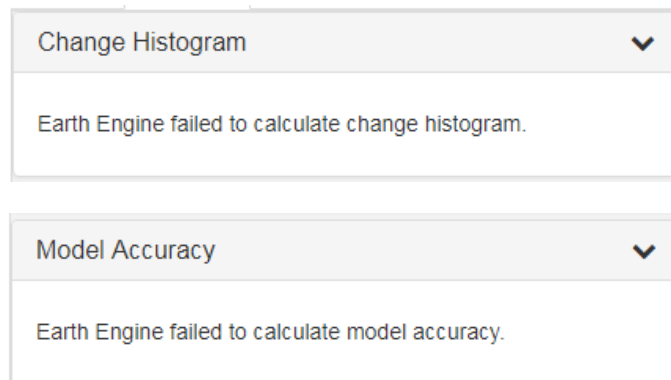 Change Histogram
Earth Engine failed to calculate change histogram.
Model Accuracy
Earth Engine failed to calculate model accuracy.